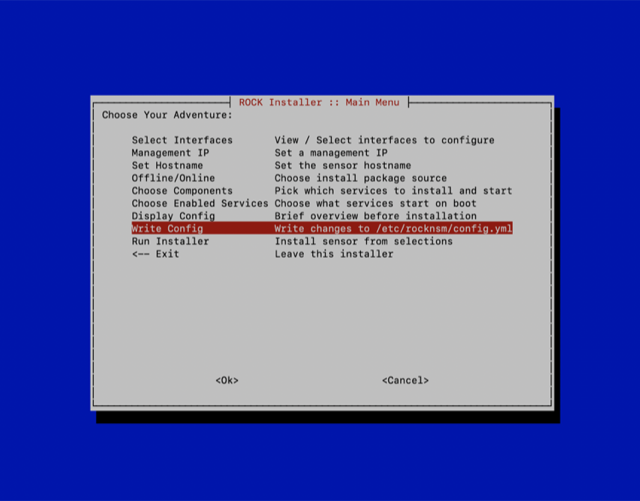 ROCK Installer :: Main Menu
Choose Your Adventure:
Select Interfaces View / Select interfaces to configure
Management IP Set a management IP
Set Hostname Set the sensor hostname
Offline/Online Choose install package source
Choose Components Pick which services to install and start
Choose Enabled Services Choose what services start on boot
Display Config Brief overview before installation
Write Config Write changes to /etc/rocknsm/config.yml
Run Installer Install sensor from selections
<-- Exit Leave this installer
<Ok> <Cancel>